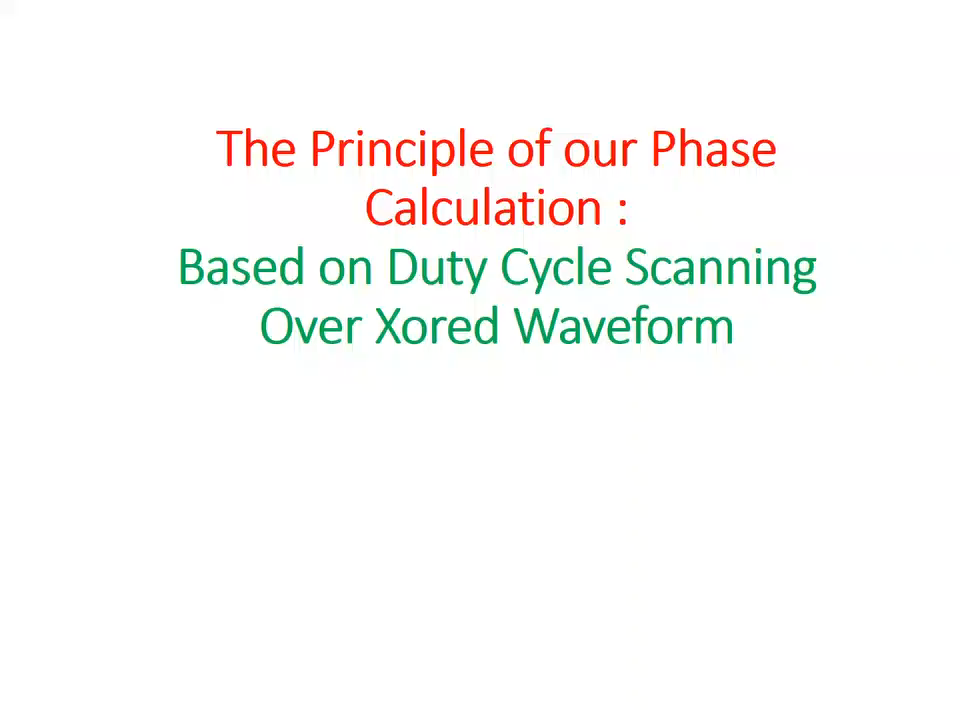 The Principle of our Phase
Calculation :
Based on Duty Cycle Scanning
Over Xored Waveform